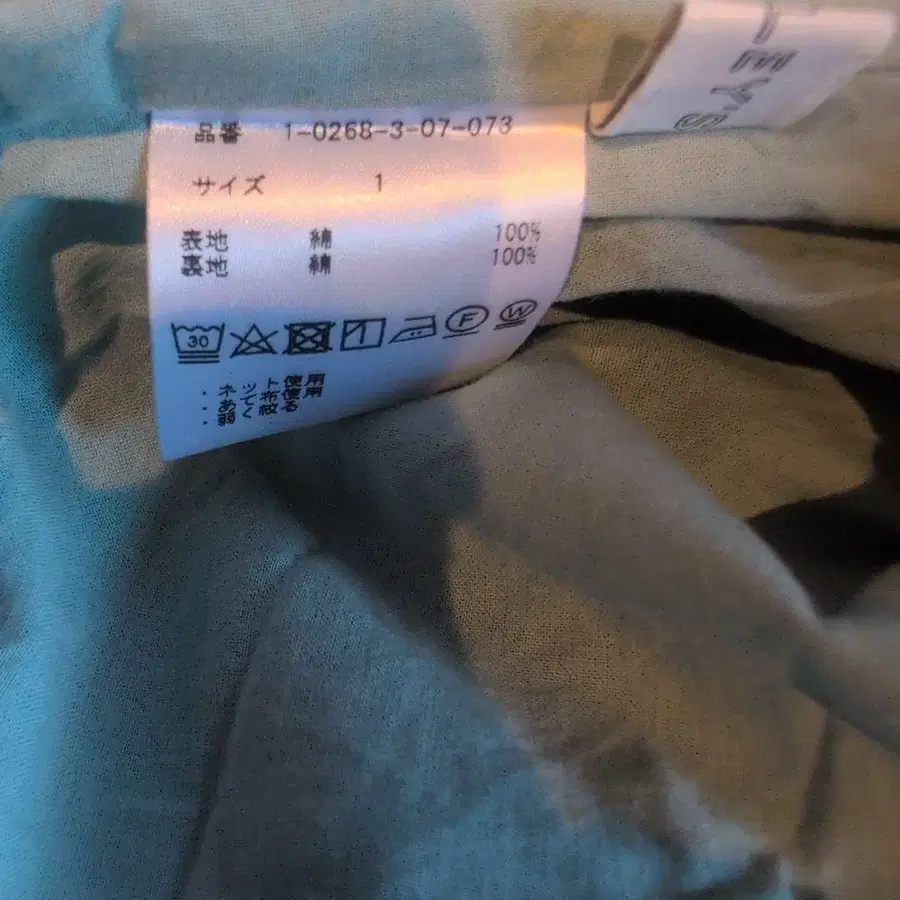 品番 1-0268-3-07-073
サイズ 1
表地 綿 100%
裏地 綿 100%
30
F
W
・ネット使用
・あて布使用
・弱く絞る